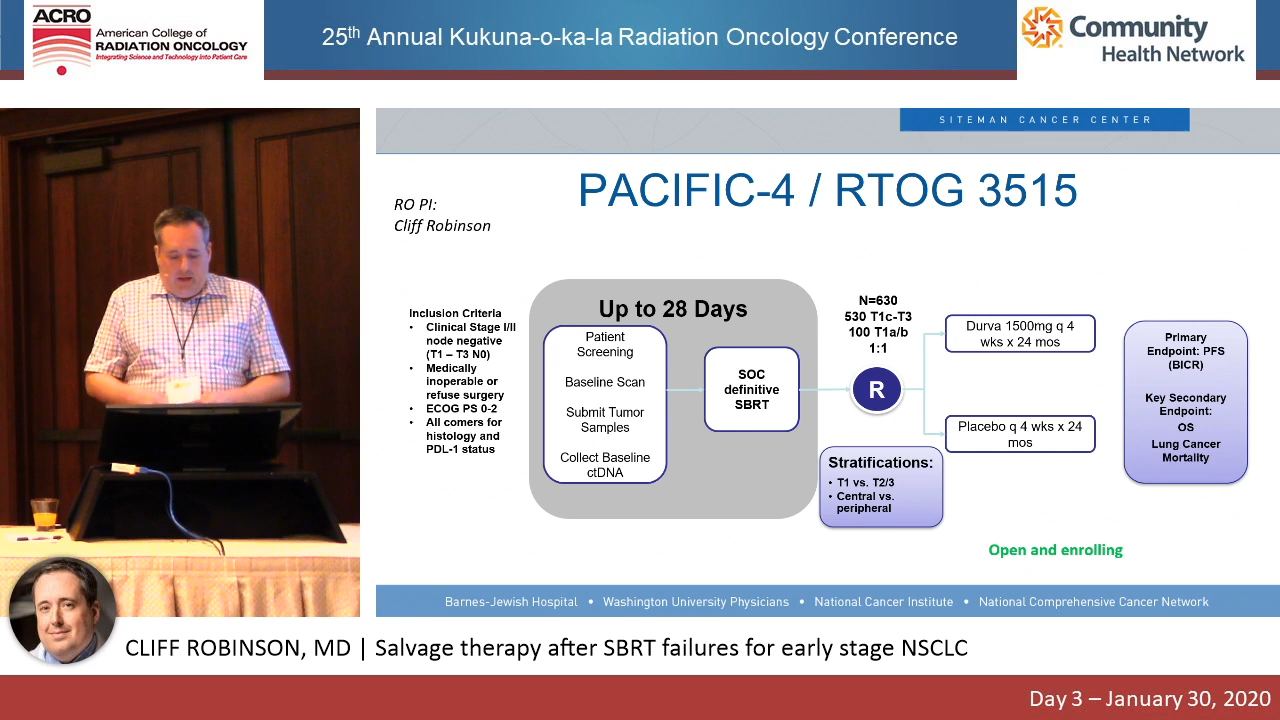 ACRO
American College of
RADIATION ONCOLOGY
Integrating Science and Technology Into Patient Care
25th Annual Kukuna-o-ka-la Radiation Oncology Conference
Community
Health Network
SITEMAN CANCER CENTER
PACIFIC-4 / RTOG 3515
RO PI:
Cliff Robinson
Inclusion Criteria
• Clinical Stage I/II
node negative
(T1 – T3 N0)
• Medically
inoperable or
refuse surgery
• ECOG PS 0-2
• All comers for
histology and
PDL-1 status
Up to 28 Days
Patient
Screening
Baseline Scan
Submit Tumor
Samples
Collect Baseline
ctDNA
SOC
definitive
SBRT
N=630
530 T1c-T3
100 T1a/b
1:1
R
Stratifications:
• T1 vs. T2/3
• Central vs.
peripheral
Durva 1500mg q 4
wks x 24 mos
Placebo q 4 wks x 24
mos
Primary
Endpoint: PFS
(BICR)
Key Secondary
Endpoint:
OS
Lung Cancer
Mortality
Open and enrolling
Barnes-Jewish Hospital • Washington University Physicians • National Cancer Institute • National Comprehensive Cancer Network
CLIFF ROBINSON, MD | Salvage therapy after SBRT failures for early stage NSCLC
Day 3 – January 30, 2020